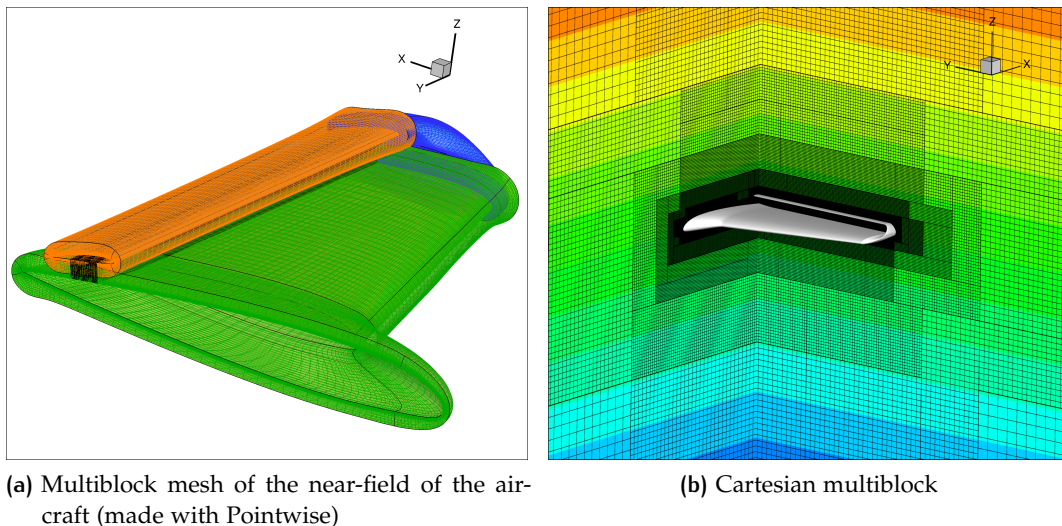 Z
X
Y
Z
Y
X
(a) Multiblock mesh of the near-field of the air-
craft (made with Pointwise)
(b) Cartesian multiblock